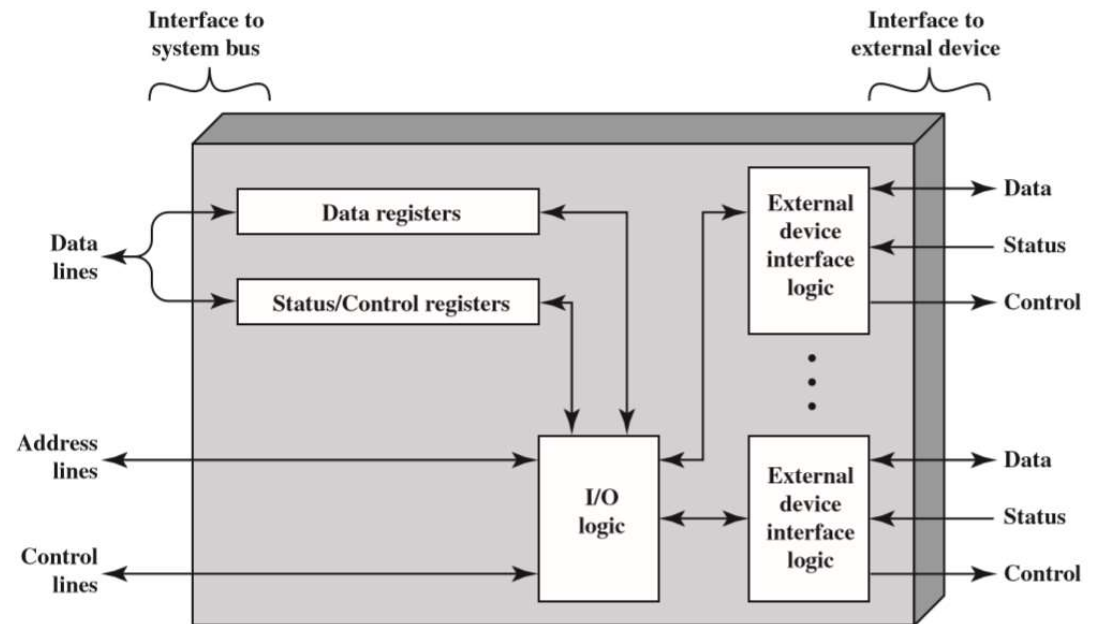 Interface to
system bus
Interface to
external device
Data registers
Status/Control registers
Data
lines
Address
lines
Control
lines
I/O
logic
External
device
interface
logic
Data
Status
Control
External
device
interface
logic
Data
Status
Control